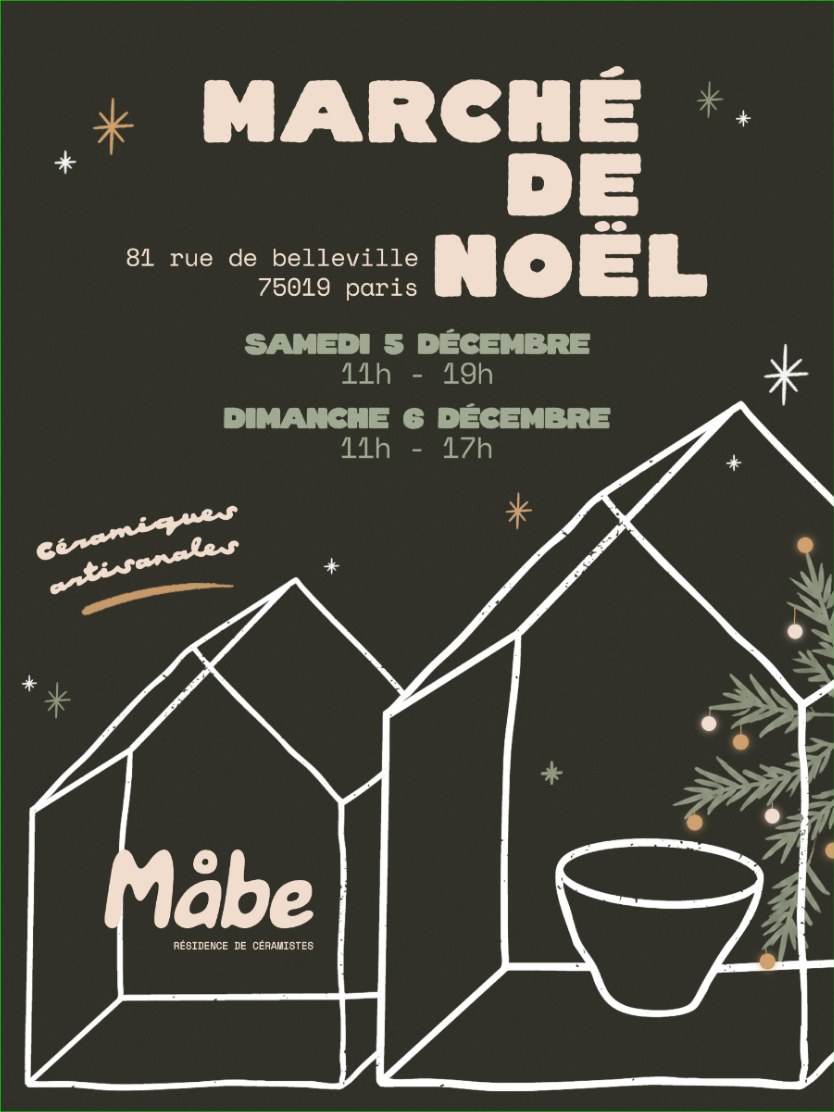 MARCHÉ
DE
NOËL
81 rue de belleville
75019 paris
SAMEDI 5 DÉCEMBRE
11h - 19h
DIMANCHE 6 DÉCEMBRE
11h - 17h
Céramiques
artisanales
Måbe
RÉSIDENCE DE CÉRAMISTES